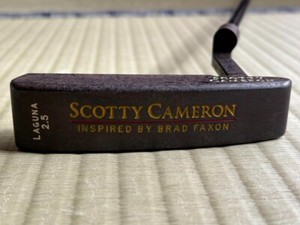 SCOTTY CAMERON
INSPIRED BY BRAD FAXON
LAGUNA
2.5